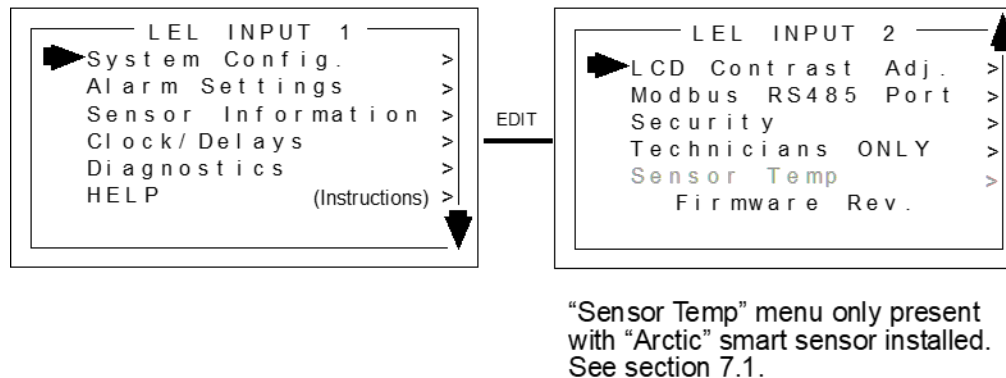 LEL INPUT 1
System Config. >
Alarm Settings >
Sensor Information >
Clock/Delays >
Diagnostics >
HELP (Instructions) >
EDIT
LEL INPUT 2
LCD Contrast Adj. >
Modbus RS485 Port >
Security >
Technicians ONLY >
Sensor Temp >
Firmware Rev.
“Sensor Temp” menu only present
with “Arctic” smart sensor installed.
See section 7.1.